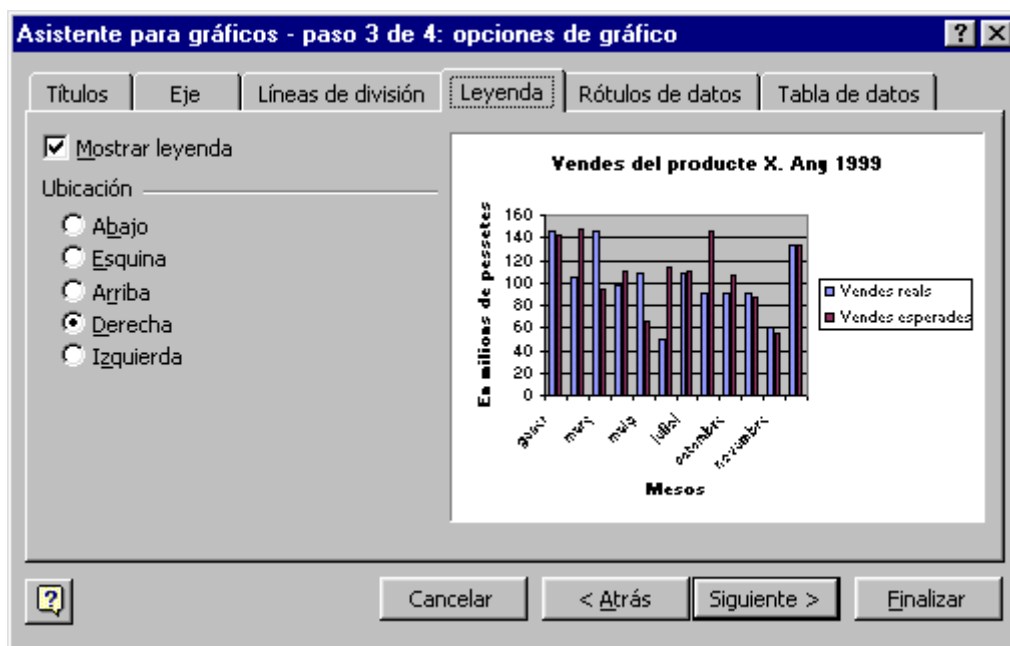 Asistente para gráficos - paso 3 de 4: opciones de gráfico
Títulos
Eje
Líneas de división
Leyenda
Rótulos de datos
Tabla de datos
Mostrar leyenda
Ubicación
Abajo
Esquina
Arriba
Derecha
Izquierda
Vendes del producte X. Any 1999
En milions de pessetes
160
140
120
100
80
60
40
20
0
gener
març
maig
juliol
setembre
novembre
Mesos
Vendes reals
Vendes esperades
Cancelar
< Atrás
Siguiente >
Finalizar